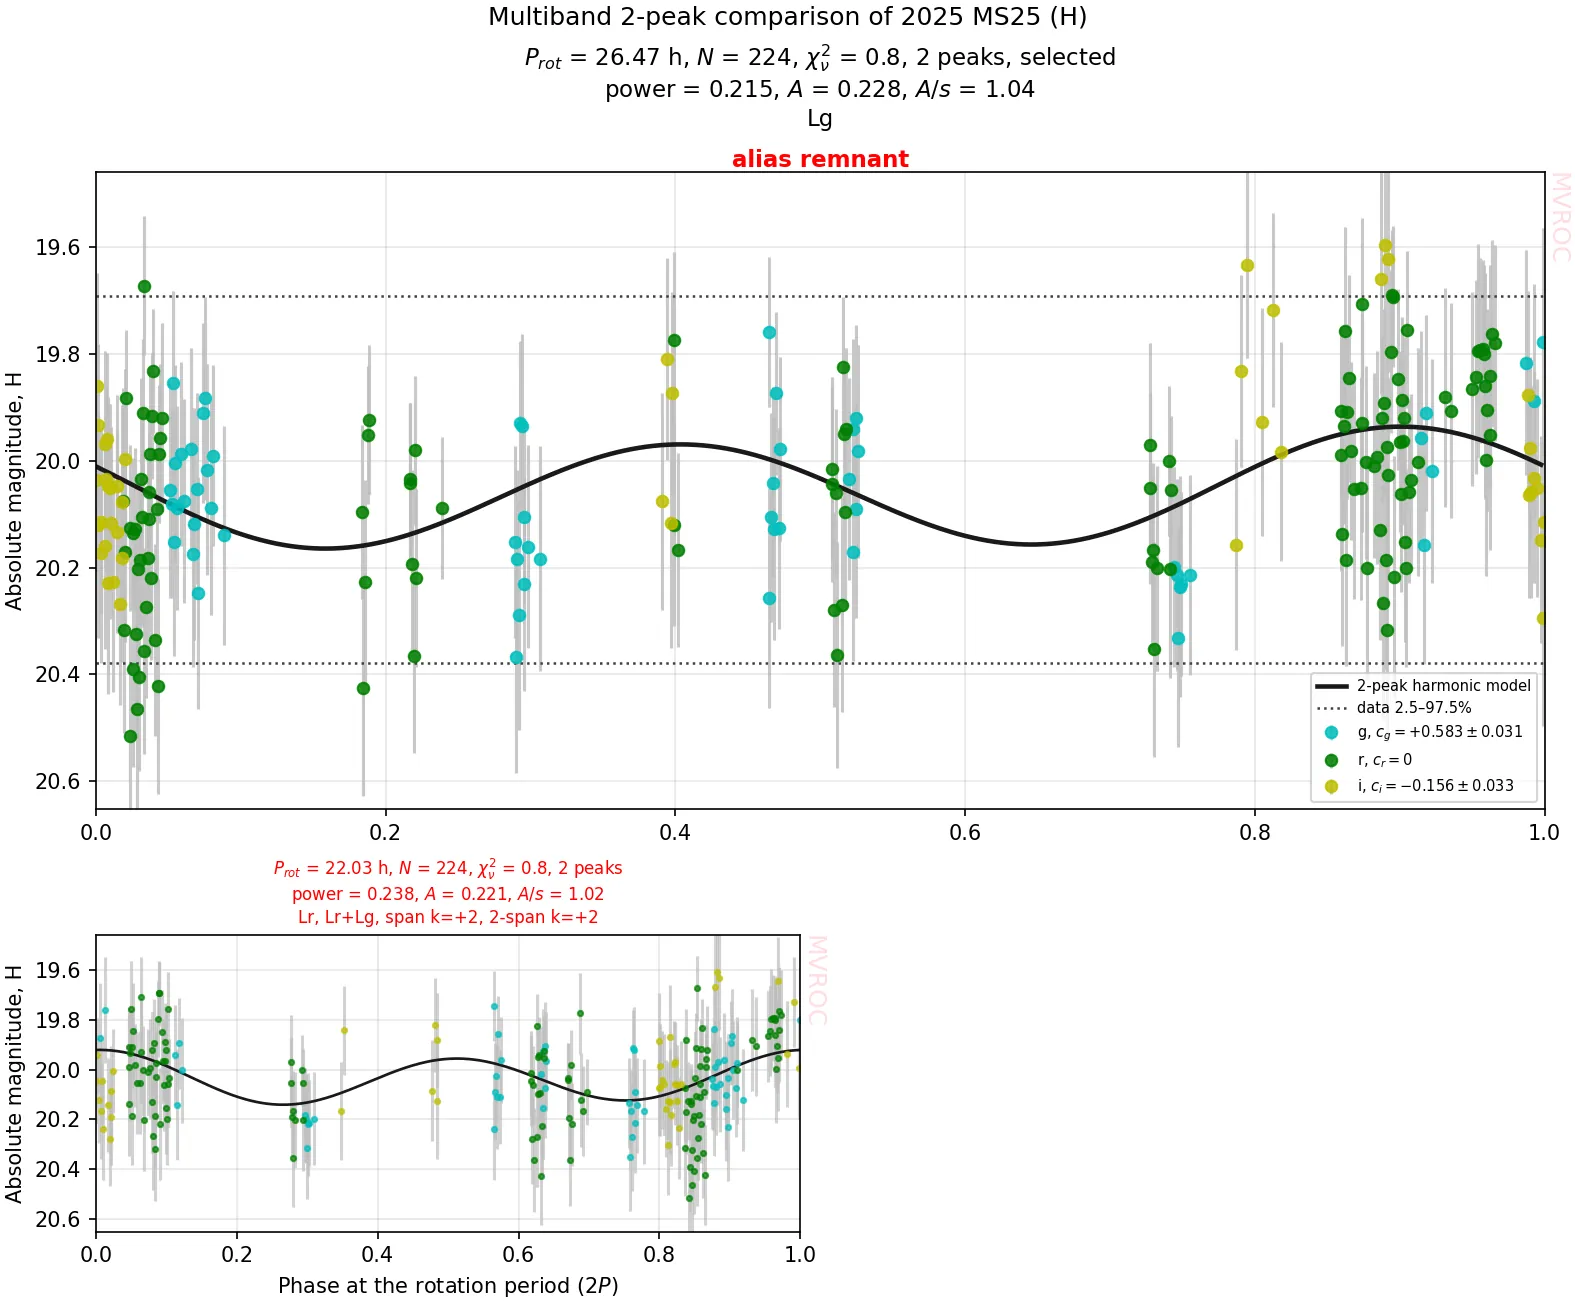 Multiband 2-peak comparison of 2025 MS25 (H)
P_rot = 26.47 h, N = 224, χ²_ν = 0.8, 2 peaks, selected
power = 0.215, A = 0.228, A/s = 1.04
Lg
alias remnant
MVROC
Absolute magnitude, H
19.6
19.8
20.0
20.2
20.4
20.6
2-peak harmonic model
data 2.5–97.5%
g, c_g = +0.583 ± 0.031
r, c_r = 0
i, c_i = −0.156 ± 0.033
0.0 0.2 0.4 0.6 0.8 1.0
P_rot = 22.03 h, N = 224, χ²_ν = 0.8, 2 peaks
power = 0.238, A = 0.221, A/s = 1.02
Lr, Lr+Lg, span k=+2, 2-span k=+2
MVROC
Absolute magnitude, H
19.6
19.8
20.0
20.2
20.4
20.6
0.0 0.2 0.4 0.6 0.8 1.0
Phase at the rotation period (2P)